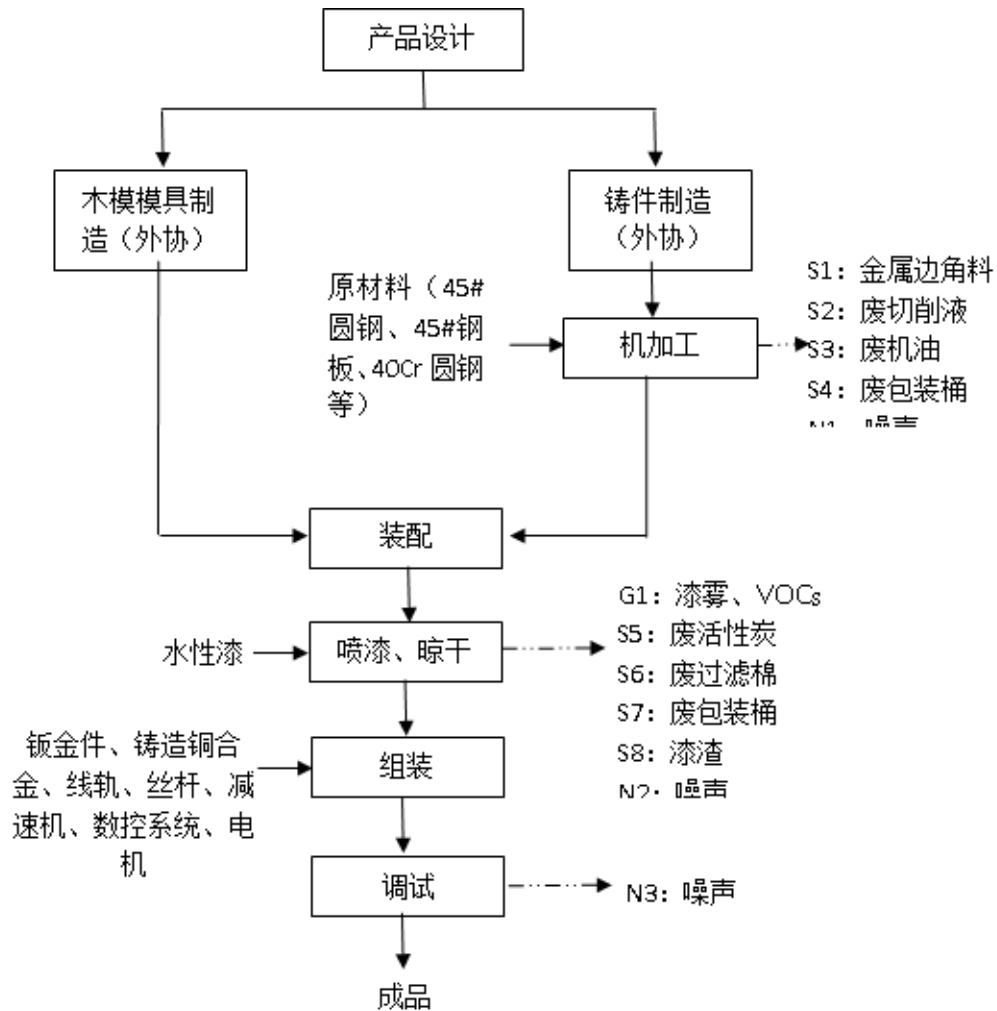 产品设计
木模模具制
造（外协）
铸件制造
（外协）
原材料（45#
圆钢、45#钢
板、40Cr 圆钢
等）
机加工
S1：金属边角料
S2：废切削液
S3：废机油
S4：废包装桶
N1：噪声
装配
水性漆
喷漆、晾干
G1：漆雾、VOCs
S5：废活性炭
S6：废过滤棉
S7：废包装桶
S8：漆渣
N2：噪声
钣金件、铸造铜合
金、线轨、丝杆、减
速机、数控系统、电
机
组装
调试
N3：噪声
成品